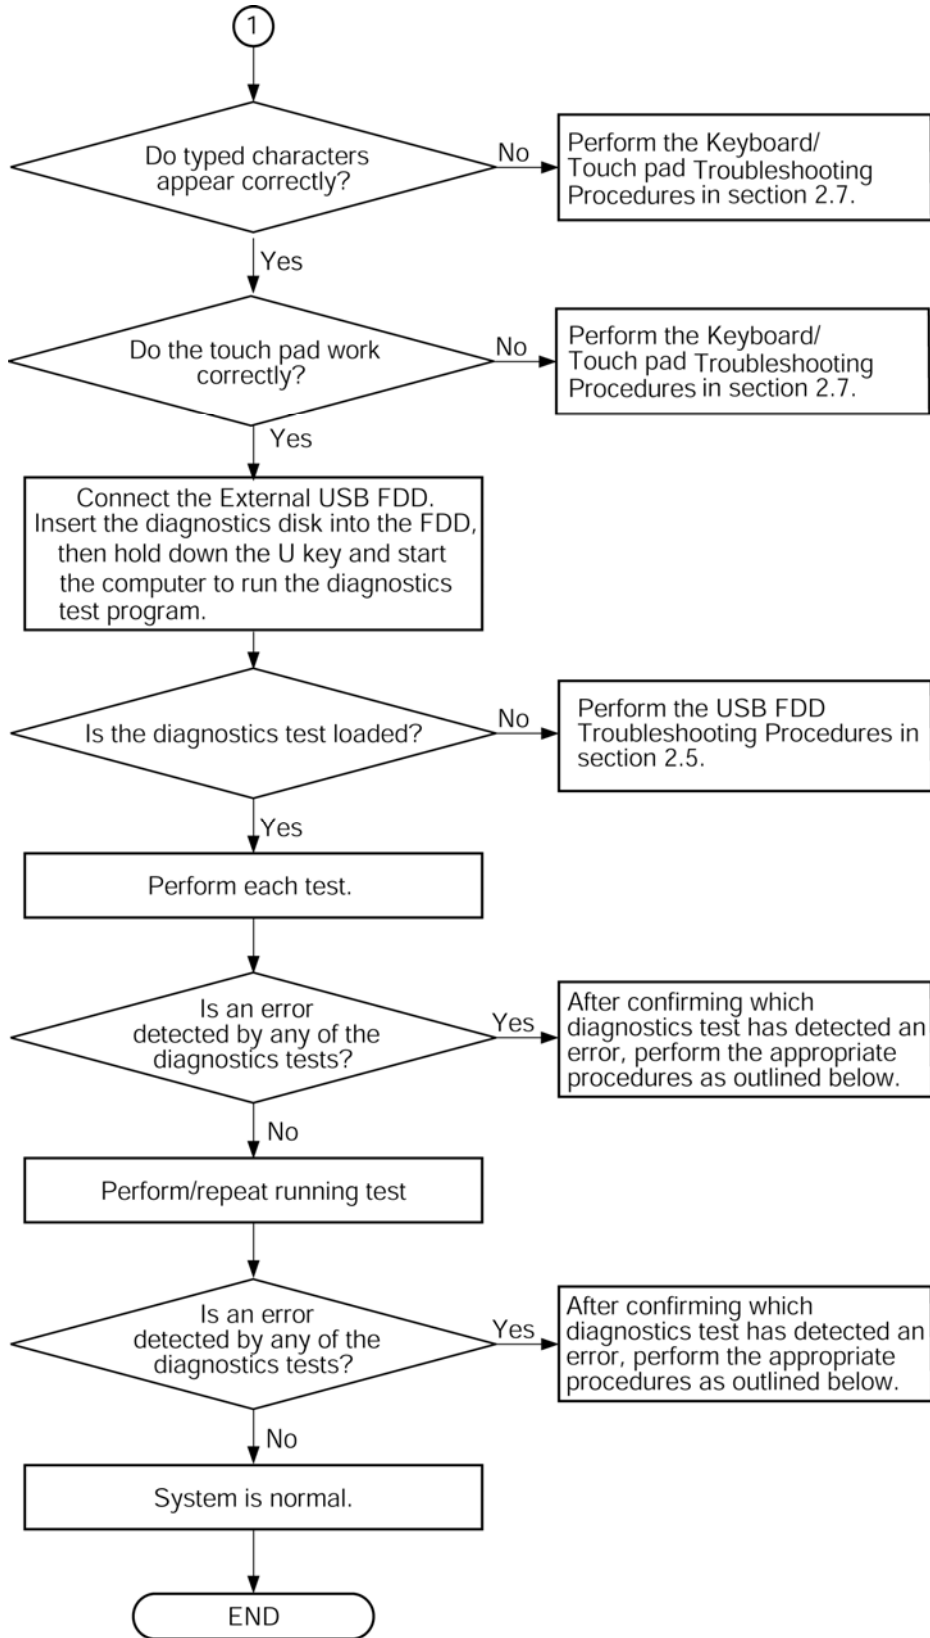 1
Do typed characters
appear correctly?
No
Perform the Keyboard/
Touch pad Troubleshooting
Procedures in section 2.7.
Yes
Do the touch pad work
correctly?
No
Perform the Keyboard/
Touch pad Troubleshooting
Procedures in section 2.7.
Yes
Connect the External USB FDD.
Insert the diagnostics disk into the FDD,
then hold down the U key and start
the computer to run the diagnostics
test program.
Is the diagnostics test loaded?
No
Perform the USB FDD
Troubleshooting Procedures in
section 2.5.
Yes
Perform each test.
Is an error
detected by any of the
diagnostics tests?
Yes
After confirming which
diagnostics test has detected an
error, perform the appropriate
procedures as outlined below.
No
Perform/repeat running test
Is an error
detected by any of the
diagnostics tests?
Yes
After confirming which
diagnostics test has detected an
error, perform the appropriate
procedures as outlined below.
No
System is normal.
END